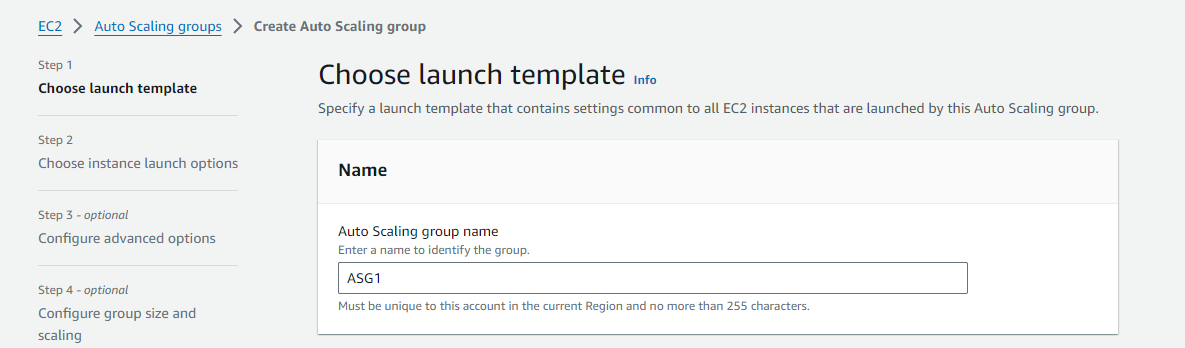 EC2 > Auto Scaling groups > Create Auto Scaling group
Step 1
Choose launch template
Step 2
Choose instance launch options
Step 3 - optional
Configure advanced options
Step 4 - optional
Configure group size and
scaling
Choose launch template Info
Specify a launch template that contains settings common to all EC2 instances that are launched by this Auto Scaling group.
Name
Auto Scaling group name
Enter a name to identify the group.
ASG1
Must be unique to this account in the current Region and no more than 255 characters.